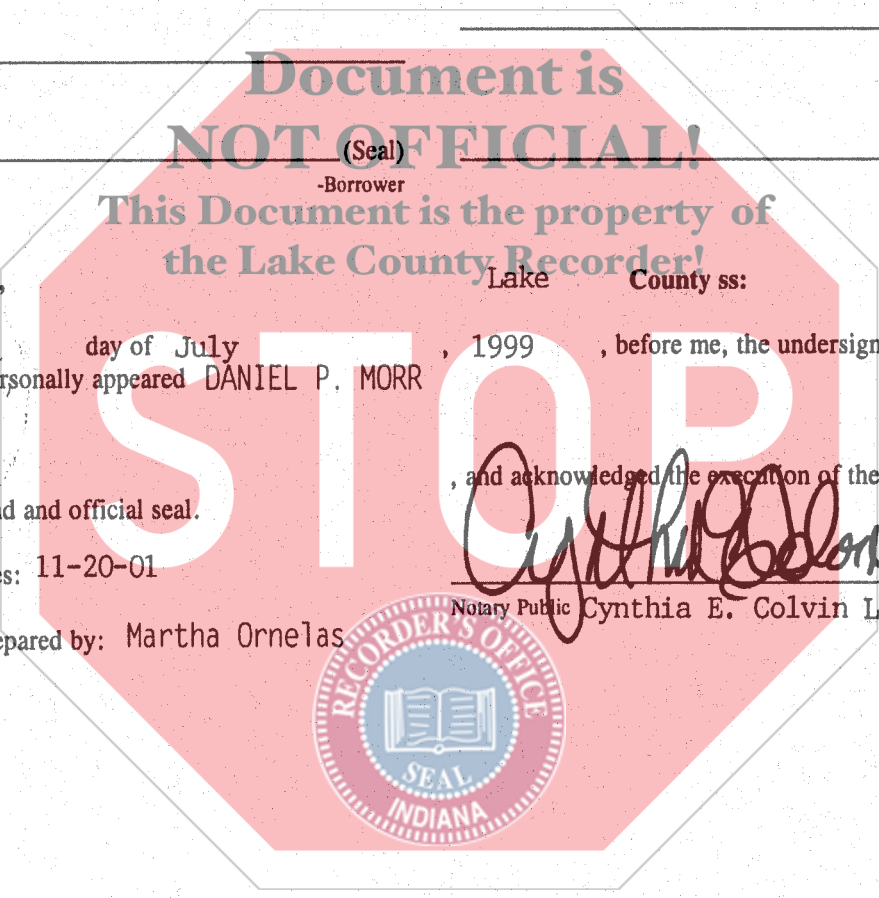 Document is
NOT OFFICIAL!
(Seal)
-Borrower
This Document is the property of
the Lake County Recorder!
Lake County ss:
day of July , 1999 , before me, the undersign
rsonally appeared DANIEL P. MORR
STOP
, and acknowledged the execution of the
d and official seal.
s: 11-20-01
Notary Public Cynthia E. Colvin L
epared by: Martha Ornelas
RECORDER'S OFFICE
SEAL
INDIANA